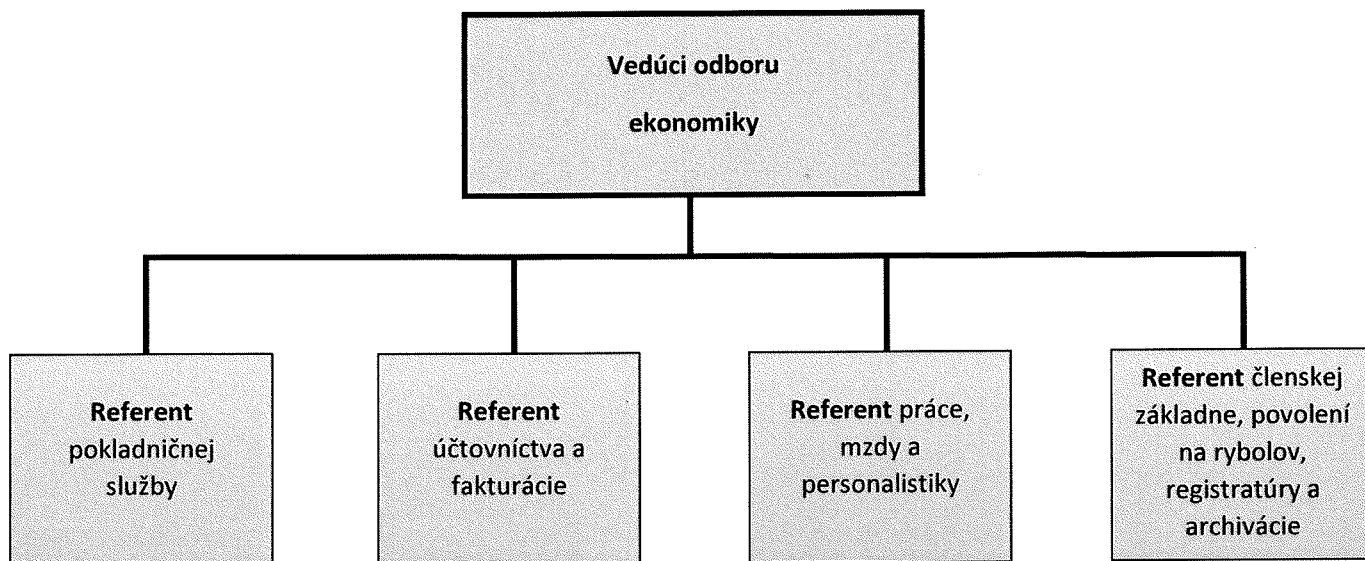 Vedúci odboru
ekonomiky
Referent
pokladničnej
služby
Referent
účtovníctva a
fakturácie
Referent práce,
mzdy a
personalistiky
Referent členskej
základne, povolení
na rybolov,
registratúry a
archivácie